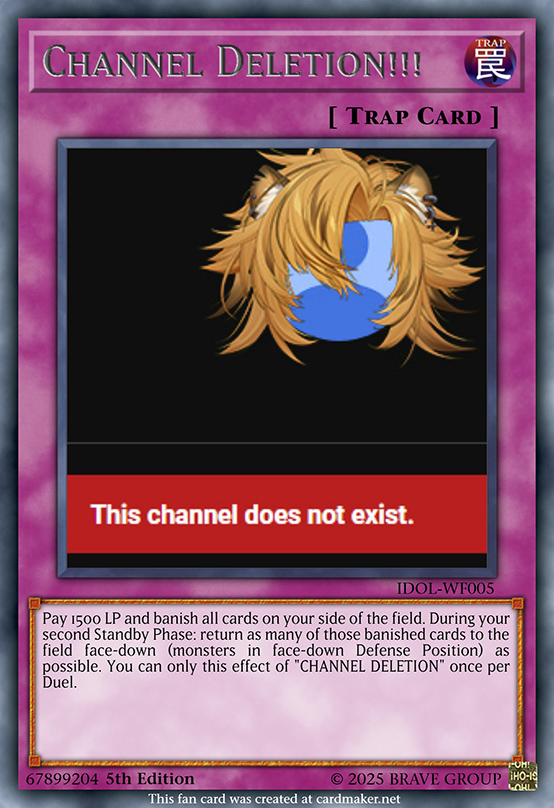 CHANNEL DELETION!!!
TRAP
罠
[ TRAP CARD ]
This channel does not exist.
IDOL-WF005
Pay 1500 LP and banish all cards on your side of the field. During your
second Standby Phase: return as many of those banished cards to the
field face-down (monsters in face-down Defense Position) as
possible. You can only this effect of "CHANNEL DELETION" once per
Duel.
67899204 5th Edition
© 2025 BRAVE GROUP
This fan card was created at cardmaker.net